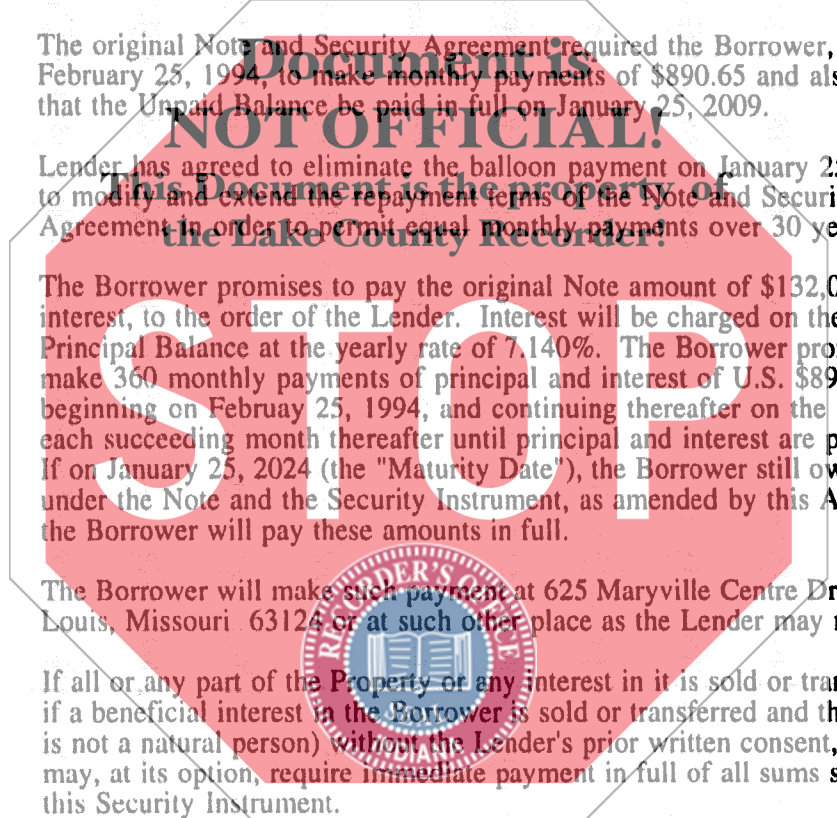 The original Note and Security Agreement required the Borrower,
February 25, 1994, to make monthly payments of $890.65 and als
that the Unpaid Balance be paid in full on January 25, 2009.
Lender has agreed to eliminate the balloon payment on January 2
to modify and extend the repayment terms of the Note and Securi
Agreement in order to permit equal monthly payments over 30 ye
The Borrower promises to pay the original Note amount of $132,0
interest, to the order of the Lender. Interest will be charged on the
Principal Balance at the yearly rate of 7.140%. The Borrower pro
make 360 monthly payments of principal and interest of U.S. $89
beginning on Februay 25, 1994, and continuing thereafter on the
each succeeding month thereafter until principal and interest are p
If on January 25, 2024 (the "Maturity Date"), the Borrower still ow
under the Note and the Security Instrument, as amended by this A
the Borrower will pay these amounts in full.
The Borrower will make such payment at 625 Maryville Centre Dr
Louis, Missouri 63124 or at such other place as the Lender may r
If all or any part of the Property or any interest in it is sold or tra
if a beneficial interest in the Borrower is sold or transferred and th
is not a natural person) without the Lender's prior written consent,
may, at its option, require immediate payment in full of all sums s
this Security Instrument.
Document is
NOT OFFICIAL!
This Document is the property of
the Lake County Recorder!
STOP
RECORDER'S OFFICE
INDIANA